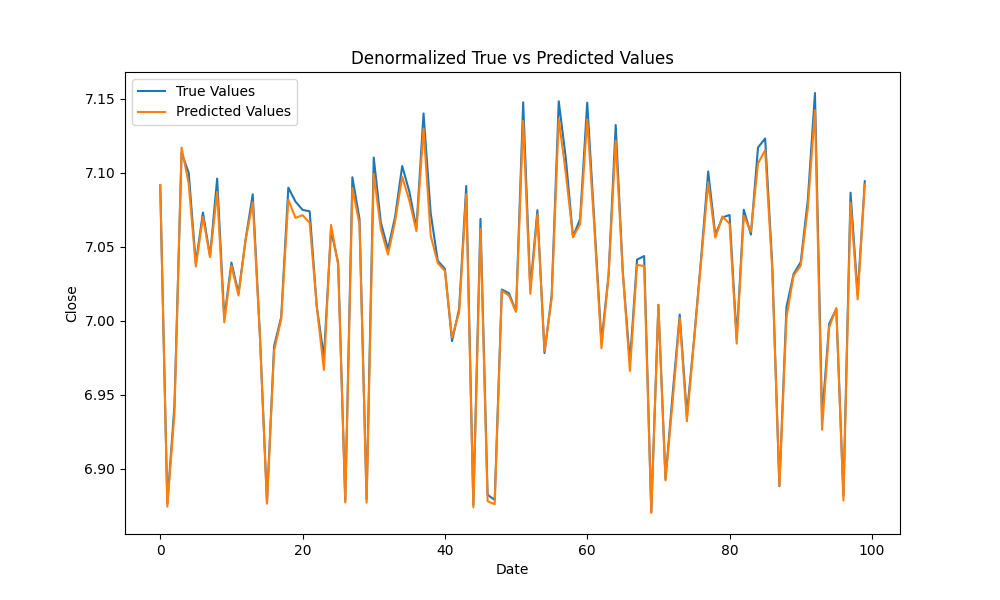 Denormalized True vs Predicted Values
True Values
Predicted Values
7.15
7.10
7.05
7.00
6.95
6.90
Close
0 20 40 60 80 100
Date